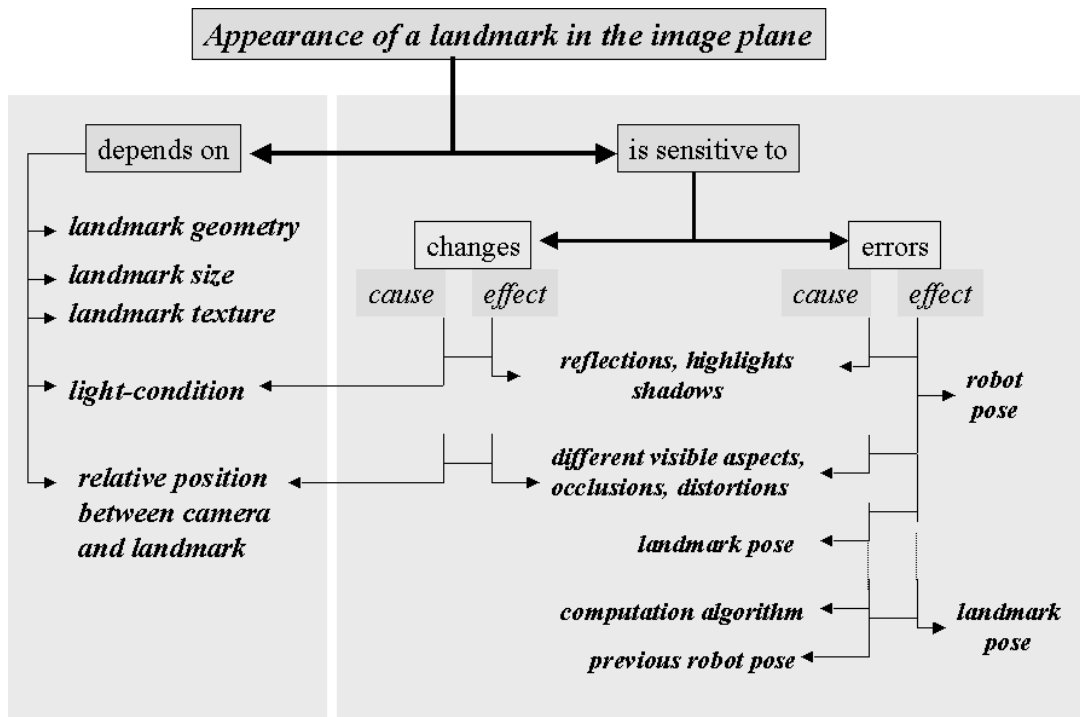 Appearance of a landmark in the image plane
depends on
landmark geometry
landmark size
landmark texture
light-condition
relative position
between camera
and landmark
is sensitive to
changes
cause effect
errors
cause effect
reflections, highlights
shadows
different visible aspects,
occlusions, distortions
landmark pose
computation algorithm
previous robot pose
robot
pose
landmark
pose